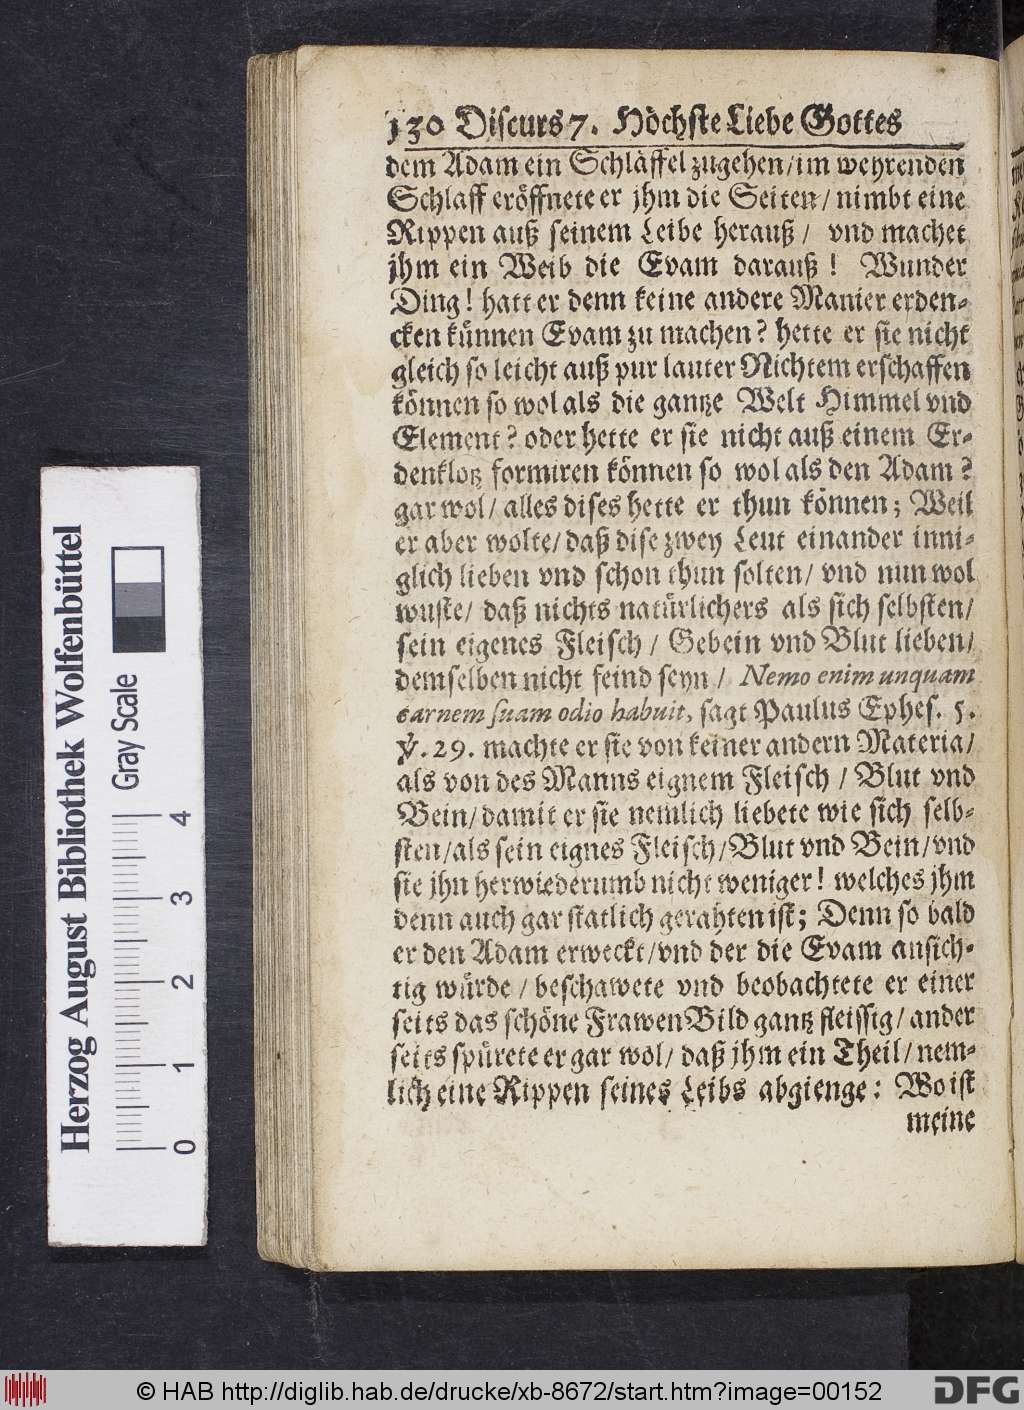 130 Discurs 7. Höchste Liebe Gottes
dem Adam ein Schläffel zugehen/im weyrenden
Schlaff eröffnete er jhm die Seiten/ nimbt eine
Rippen auß seinem Leibe herauß/ vnd machet
jhm ein Weib die Evam darauß! Wunder
Ding! hatt er denn keine andere Manier erden-
cken künnen Evam zu machen? hette er sie nicht
gleich so leicht auß pur lauter Nichtem erschaffen
können so wol als die gantze Welt Himmel vnd
Element? oder hette er sie nicht auß einem Er-
denklotz formiren können so wol als den Adam?
gar wol/ alles dises hette er thun können; Weil
er aber wolte/ daß dise zwey Leut einander inni-
glich lieben vnd schon thun solten/ vnd nun wol
wuste/ daß nichts natürlichers als sich selbsten/
sein eigenes Fleisch/ Gebein vnd Blut lieben/
demselben nicht feind seyn/ Nemo enim unquam
carnem suam odio habuit, sagt Paulus Ephes. 5.
℣. 29. machte er sie von keiner andern Materia/
als von des Manns eignem Fleisch/ Blut vnd
Bein/damit er sie nemlich liebete wie sich selb-
sten/als sein eignes Fleisch/Blut vnd Bein/vnd
sie jhn herwiederumb nicht weniger! welches jhm
denn auch gar statlich gerahten ist; Denn so bald
er den Adam erweckt/vnd der die Evam ansich-
tig würde/ beschawete vnd beobachtete er einer
seits das schöne FrawenBild gantz fleissig/ander
seits spürete er gar wol/ daß jhm ein Theil/nem-
lich eine Rippen seines Leibs abgienge: Wo ist
meine
Herzog August Bibliothek Wolfenbüttel
Gray Scale
0 1 2 3 4
© HAB http://diglib.hab.de/drucke/xb-8672/start.htm?image=00152
DFG